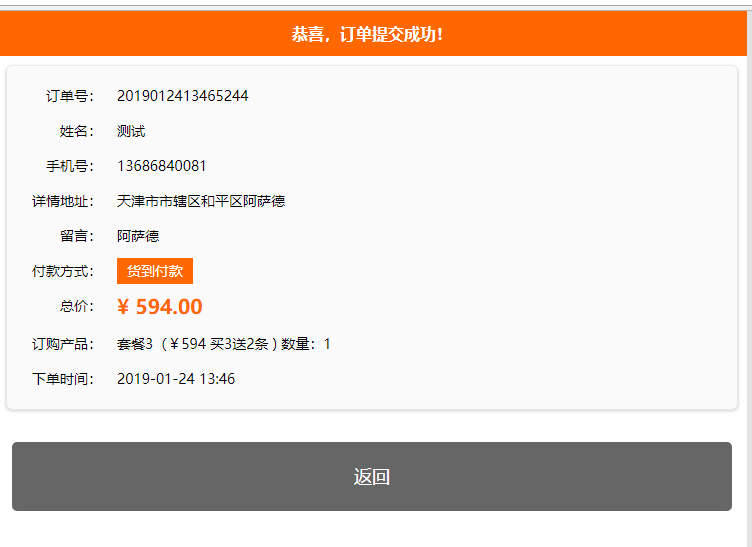 恭喜，订单提交成功！
订单号： 2019012413465244
姓名： 测试
手机号： 13686840081
详情地址： 天津市市辖区和平区阿萨德
留言： 阿萨德
付款方式： 货到付款
总价： ¥ 594.00
订购产品： 套餐3（¥594 买3送2条 ) 数量：1
下单时间： 2019-01-24 13:46
返回